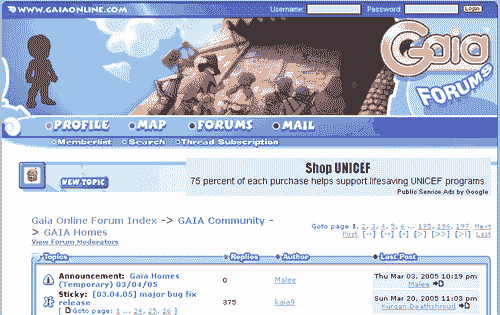 WWW.GAIAONLINE.COM
Username: Password: Login
Gaia
FORUMS
PROFILE MAP FORUMS MAIL
Memberlist Search Thread Subscription
NEW TOPIC
Shop UNICEF
75 percent of each purchase helps support lifesaving UNICEF programs.
Public Service Ads by Google
Gaia Online Forum Index -> GAIA Community -
> GAIA Homes
View Forum Moderators
Goto page 1, 2, 3, 4, 5, 6 ... 195, 196, 197 Next
First [<<] [<] [•] [>] [>>] [>|] Last
Topics Replies Author Last Post
Announcement: Gaia Homes
(Temporary) 03/04/05
0
Malee
Thu Mar 03, 2005 10:19 pm
Malee
Sticky: [03.04.05] major bug fix
release
[ Goto page: 1 ... 24, 25, 26 ]
375
kaia9
Sun Mar 20, 2005 11:03 pm
Kurgan Deathshroud